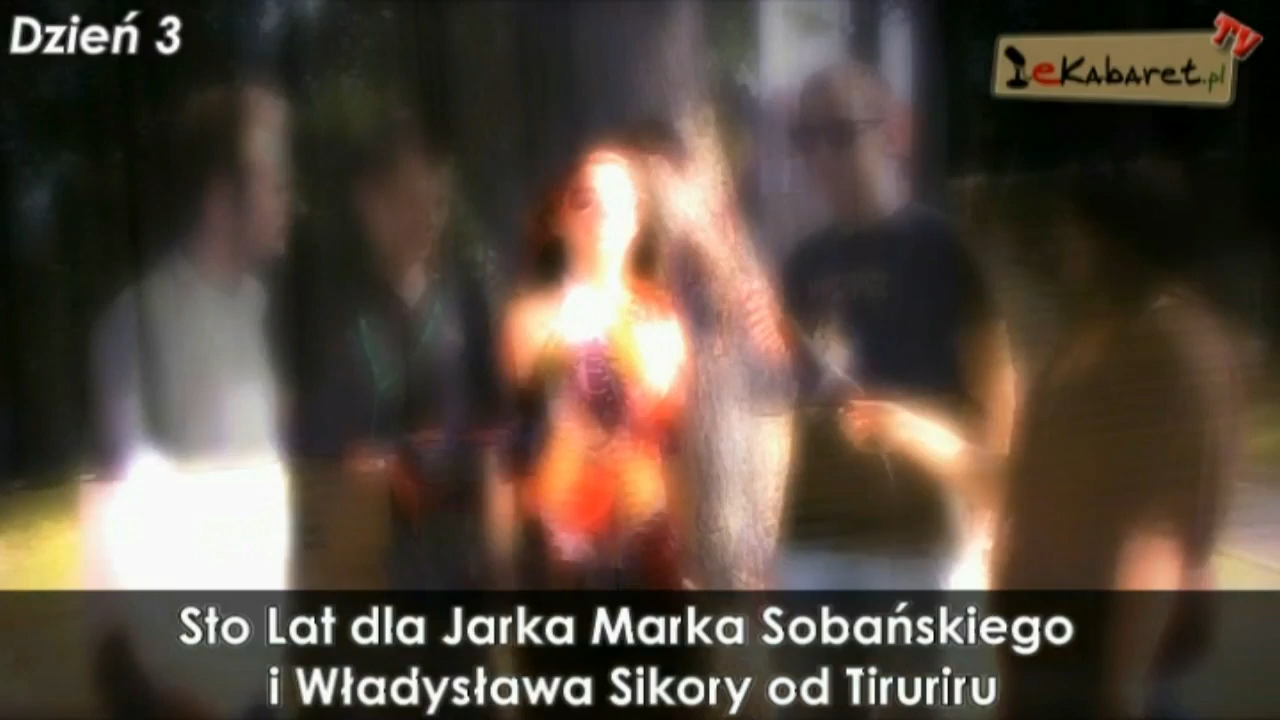 Dzień 3
TV
eKabaret.pl
Sto Lat dla Jarka Marka Sobańskiego
i Władysława Sikory od Tiruriru